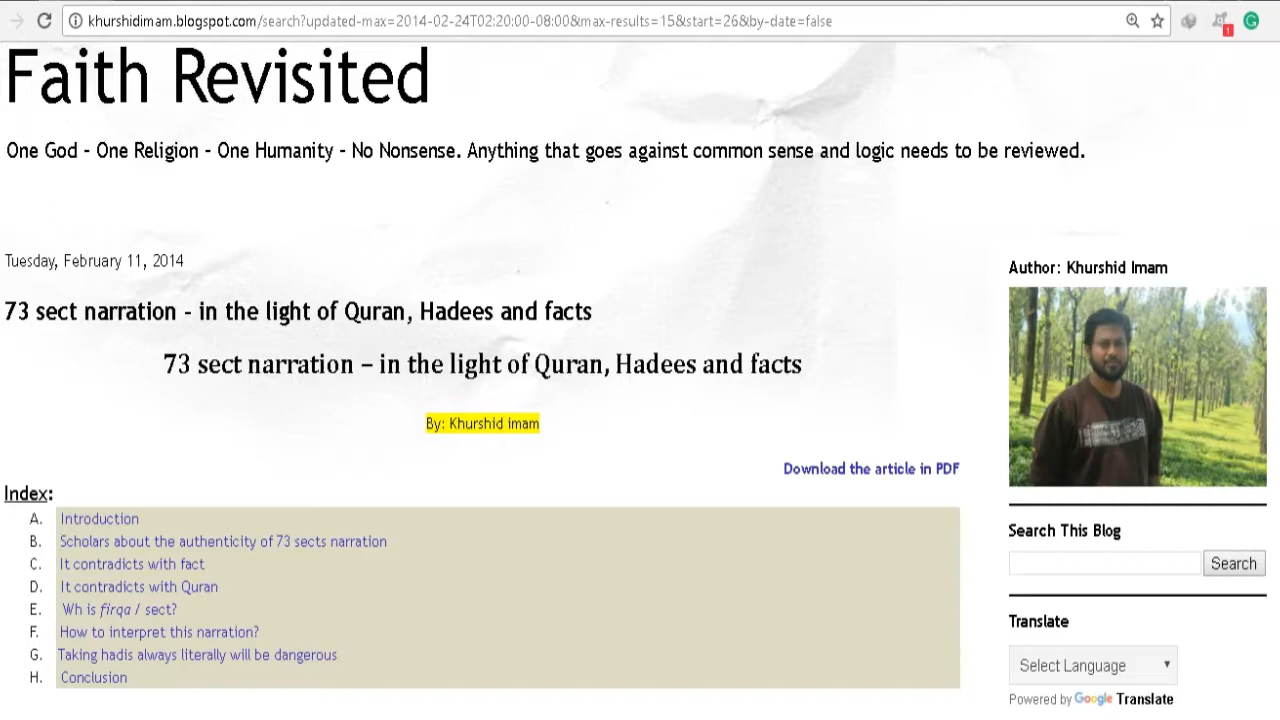 khurshidimam.blogspot.com/search?updated-max=2014-02-24T02:20:00-08:00&max-results=15&start=26&by-date=false
1
G
Faith Revisited
One God - One Religion - One Humanity - No Nonsense. Anything that goes against common sense and logic needs to be reviewed.
Tuesday, February 11, 2014
Author: Khurshid Imam
73 sect narration - in the light of Quran, Hadees and facts
73 sect narration – in the light of Quran, Hadees and facts
By: Khurshid imam
Download the article in PDF
Index:
A. Introduction
B. Scholars about the authenticity of 73 sects narration
C. It contradicts with fact
D. It contradicts with Quran
E. Wh is firqa / sect?
F. How to interpret this narration?
G. Taking hadis always literally will be dangerous
H. Conclusion
Search This Blog
Search
Translate
Select Language
Powered by Google Translate